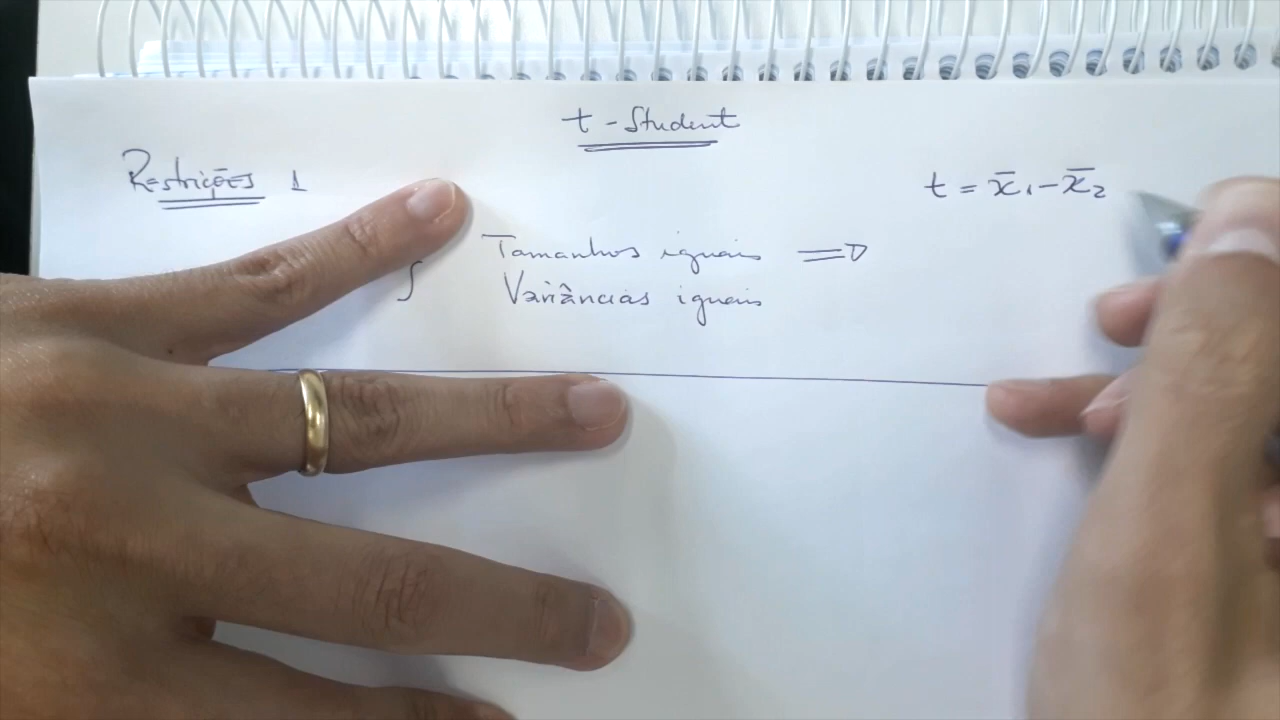 t - Student
Restrições 1
t = x̄₁ - x̄₂
Tamanhos iguais ⇒
Variâncias iguais